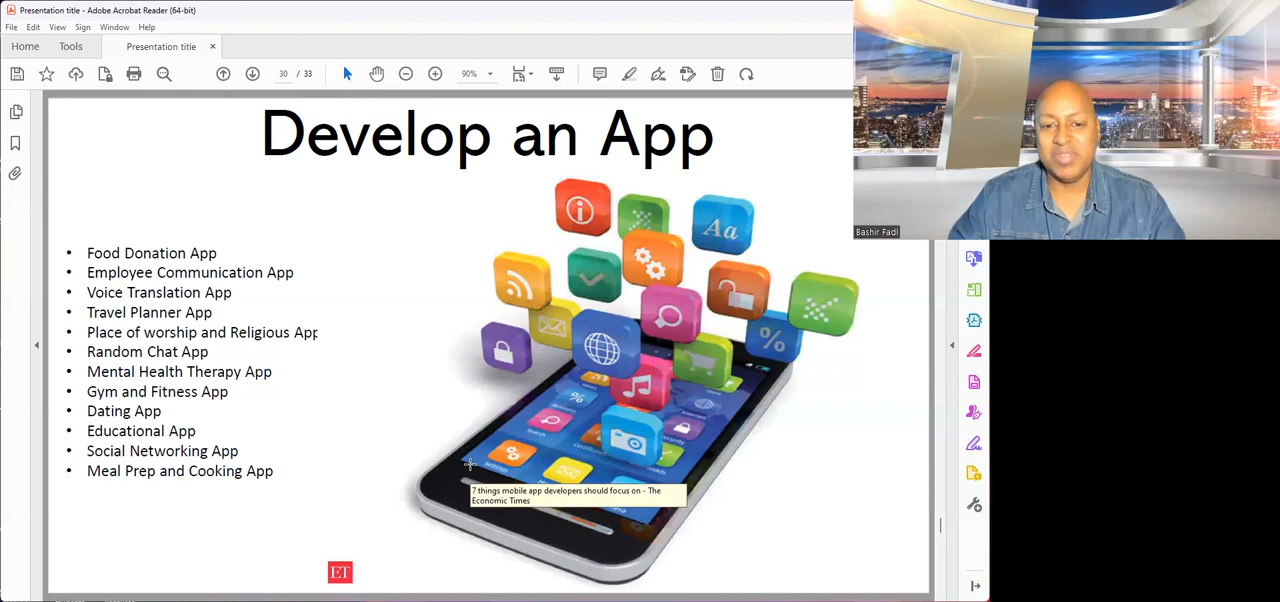 Presentation title - Adobe Acrobat Reader (64-bit)
File Edit View Sign Window Help
Home Tools Presentation title
30 / 33 90%
Develop an App
Bashir Fadl
• Food Donation App
• Employee Communication App
• Voice Translation App
• Travel Planner App
• Place of worship and Religious App
• Random Chat App
• Mental Health Therapy App
• Gym and Fitness App
• Dating App
• Educational App
• Social Networking App
• Meal Prep and Cooking App
Aa
%
%
Search
Settings
7 things mobile app developers should focus on - The
Economic Times
ET